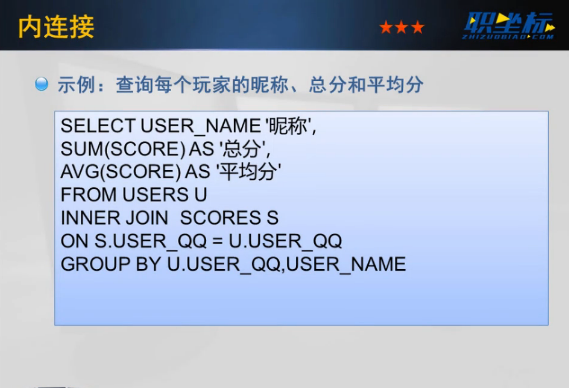 内连接
★★★
职坐标
ZHIZUOBIAO.COM
示例：查询每个玩家的昵称、总分和平均分
SELECT USER_NAME '昵称',
SUM(SCORE) AS '总分',
AVG(SCORE) AS '平均分'
FROM USERS U
INNER JOIN  SCORES S
ON S.USER_QQ = U.USER_QQ
GROUP BY U.USER_QQ,USER_NAME